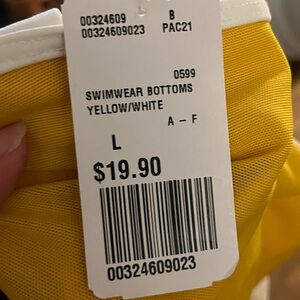 00324609 B
00324609023 PAC21
0599
SWIMWEAR BOTTOMS
YELLOW/WHITE
A - F
L
$19.90
00324609023